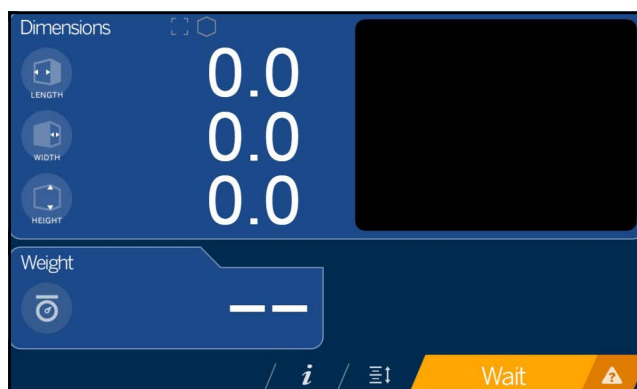 Dimensions
LENGTH
0.0
WIDTH
0.0
HEIGHT
0.0
Weight
— —
i
Wait
?